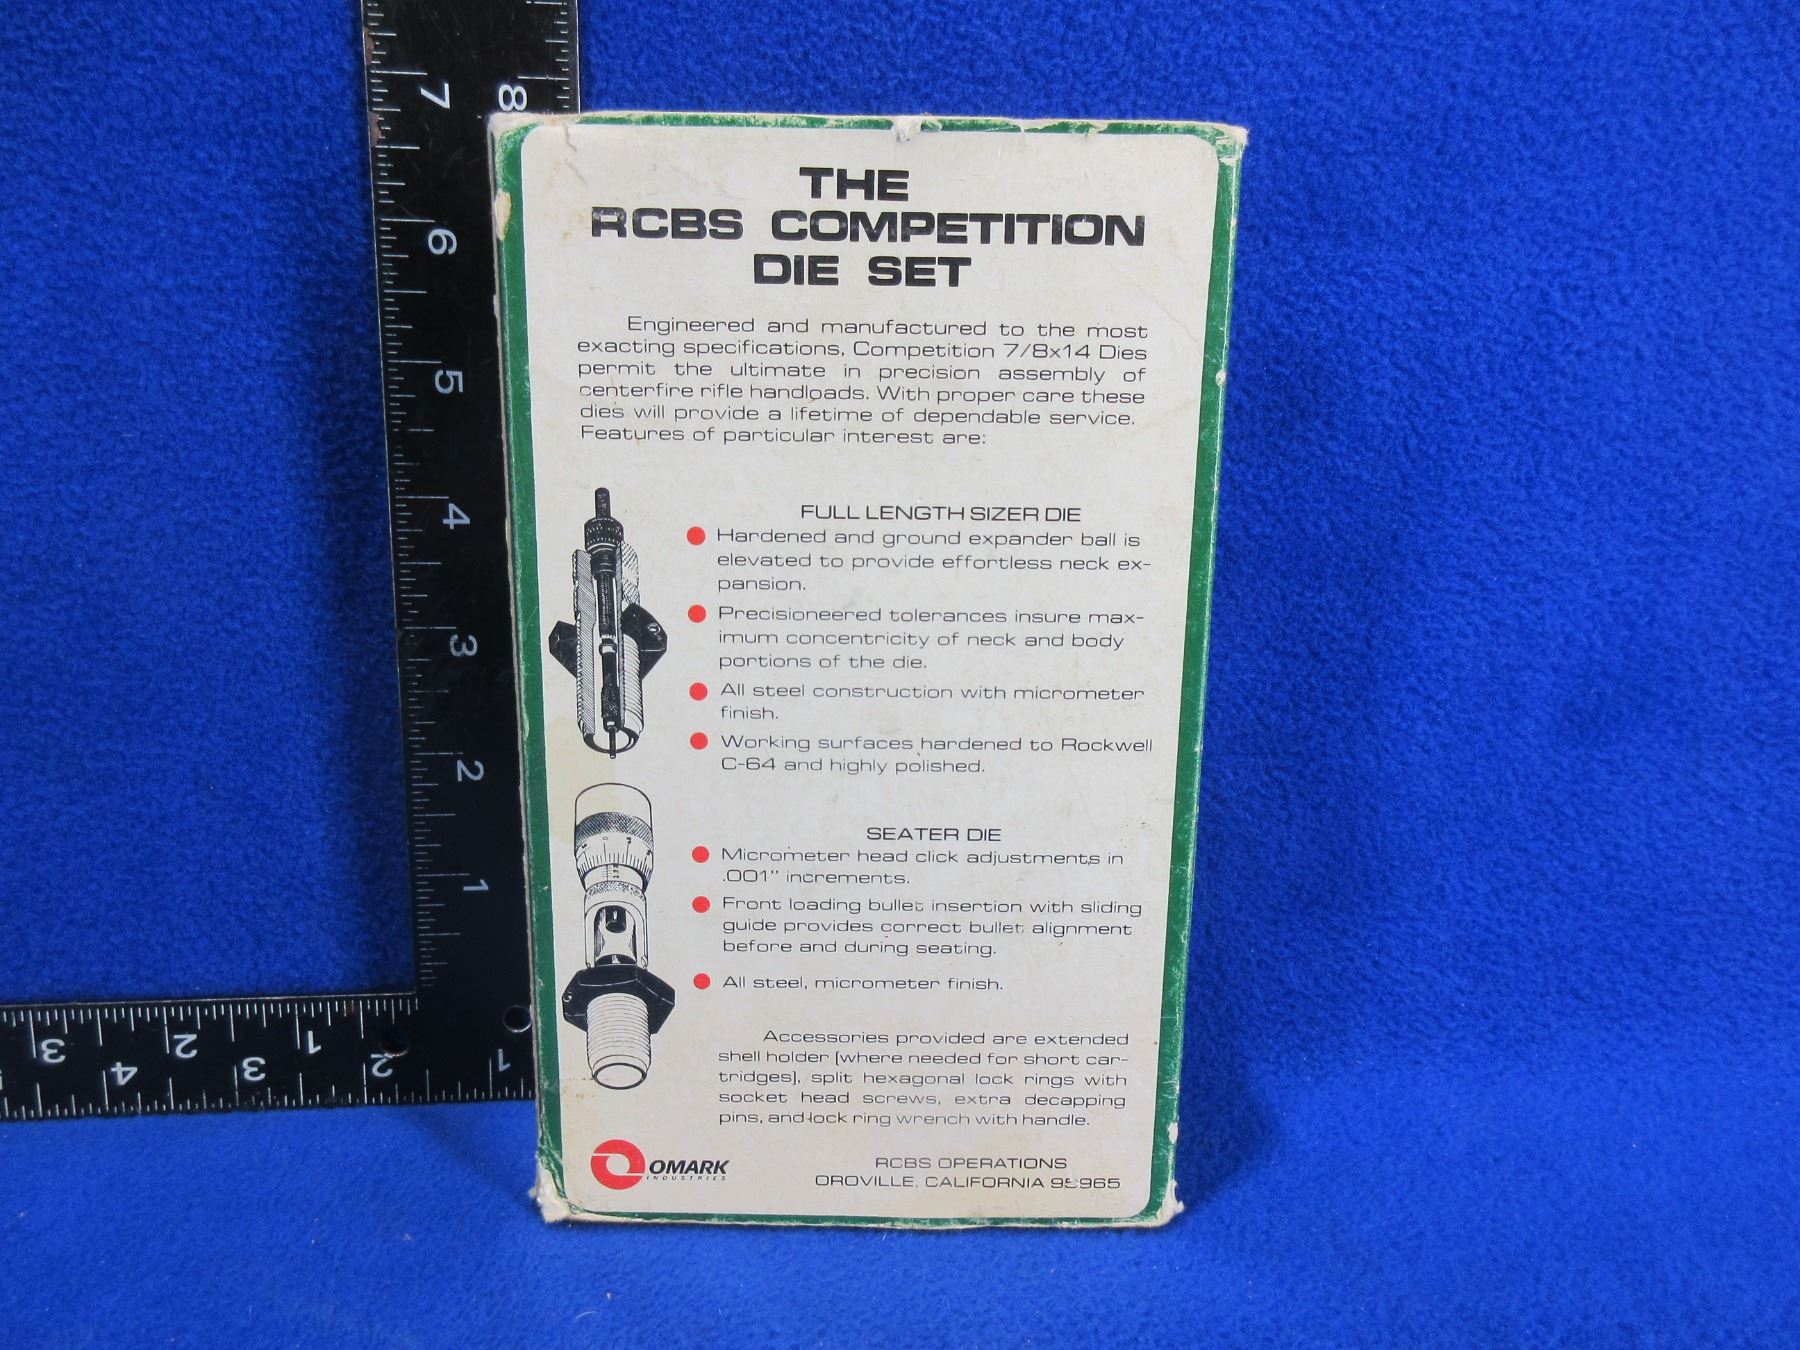 7 8
6
5
4
3
2
1
3 2 1
4 3 2 1
THE
RCBS COMPETITION
DIE SET
Engineered and manufactured to the most
exacting specifications, Competition 7/8x14 Dies
permit the ultimate in precision assembly of
centerfire rifle handloads. With proper care these
dies will provide a lifetime of dependable service.
Features of particular interest are:
FULL LENGTH SIZER DIE
Hardened and ground expander ball is
elevated to provide effortless neck ex-
pansion.
Precisioneered tolerances insure max-
imum concentricity of neck and body
portions of the die.
All steel construction with micrometer
finish.
Working surfaces hardened to Rockwell
C-64 and highly polished.
SEATER DIE
Micrometer head click adjustments in
.001" increments.
Front loading bullet insertion with sliding
guide provides correct bullet alignment
before and during seating.
All steel, micrometer finish.
Accessories provided are extended
shell holder (where needed for short car-
tridges), split hexagonal lock rings with
socket head screws, extra decapping
pins, and lock ring wrench with handle.
OMARK
INDUSTRIES
RCBS OPERATIONS
OROVILLE, CALIFORNIA 95965